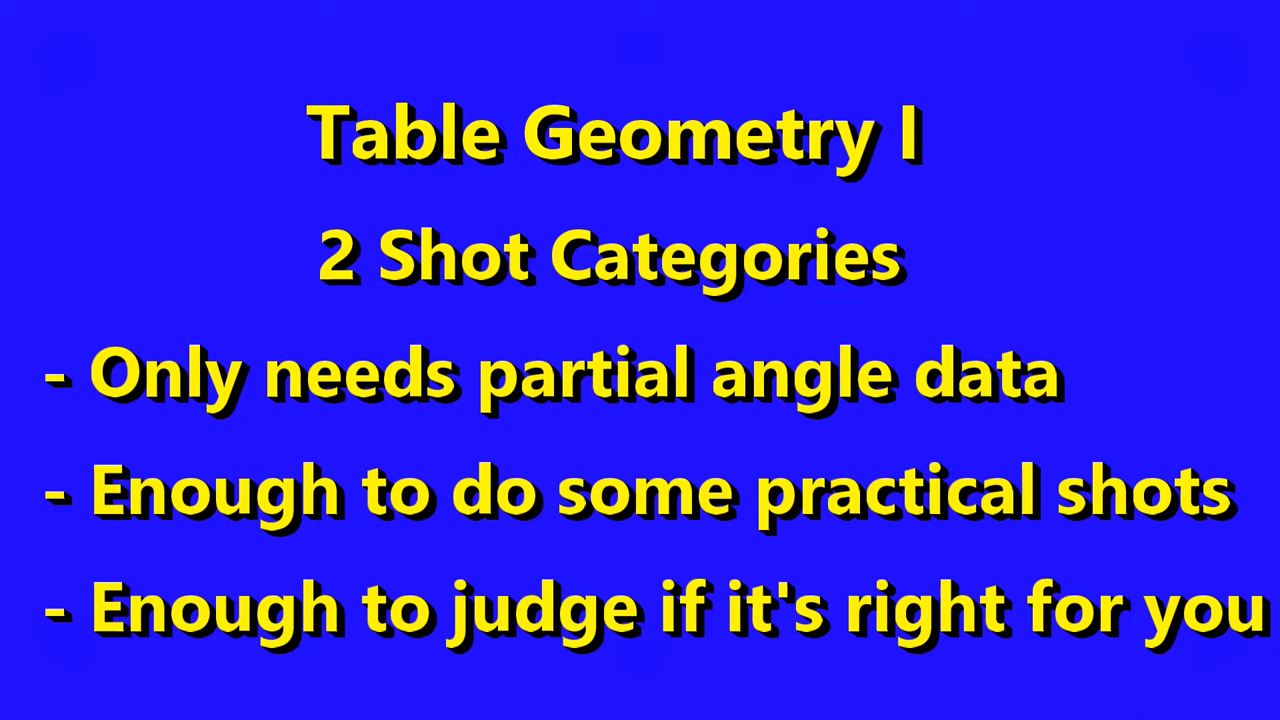 Table Geometry I
2 Shot Categories
- Only needs partial angle data
- Enough to do some practical shots
- Enough to judge if it's right for you